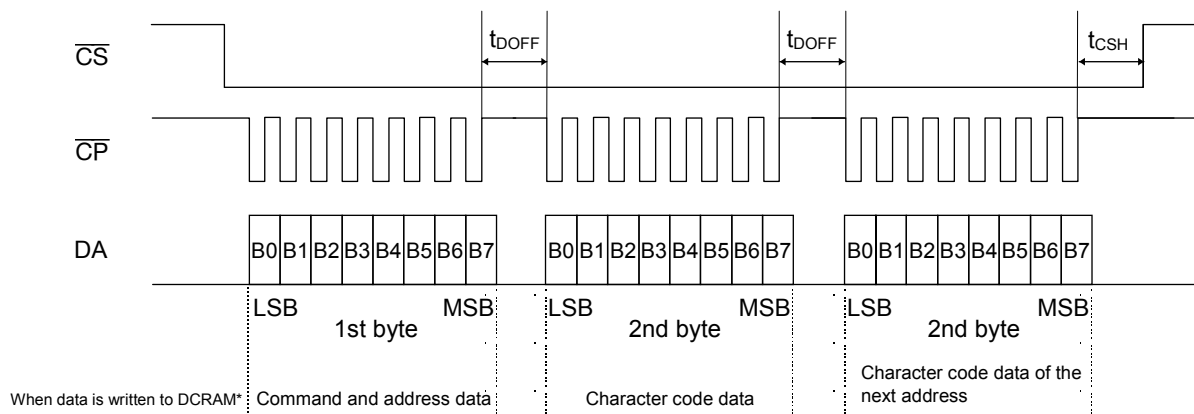 CS
tDOFF
tDOFF
tCSH
CP
DA
B0 B1 B2 B3 B4 B5 B6 B7
B0 B1 B2 B3 B4 B5 B6 B7
B0 B1 B2 B3 B4 B5 B6 B7
LSB MSB
LSB MSB
LSB MSB
1st byte
2nd byte
2nd byte
When data is written to DCRAM*
Command and address data
Character code data
Character code data of the
next address